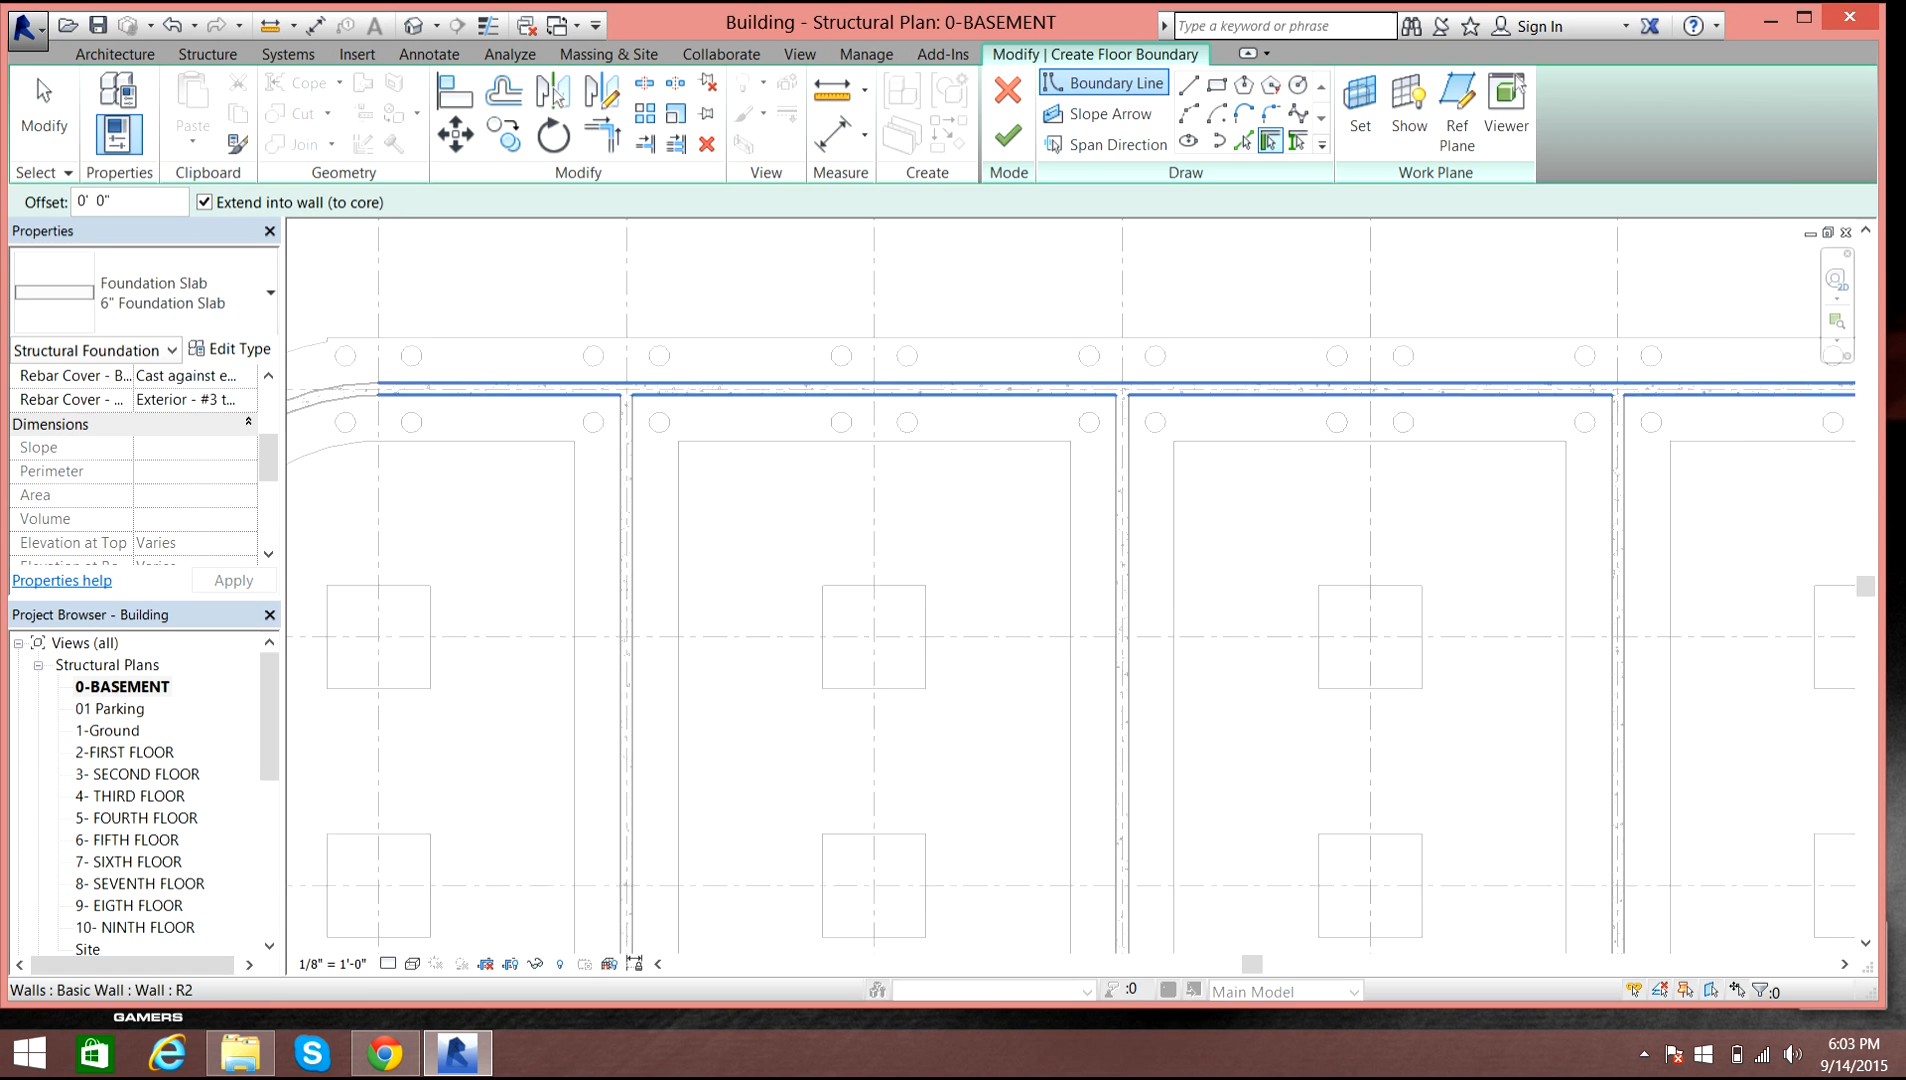 Building - Structural Plan: 0-BASEMENT
Type a keyword or phrase
Sign In
Architecture
Structure
Systems
Insert
Annotate
Analyze
Massing & Site
Collaborate
View
Manage
Add-Ins
Modify | Create Floor Boundary
Modify
Paste
Cope
Cut
Join
Boundary Line
Slope Arrow
Span Direction
Set
Show
Ref Plane
Viewer
Select
Properties
Clipboard
Geometry
Modify
View
Measure
Create
Mode
Draw
Work Plane
Offset: 0' 0"
Extend into wall (to core)
Properties
Foundation Slab
6" Foundation Slab
Structural Foundation
Edit Type
Rebar Cover - B... Cast against e...
Rebar Cover - ... Exterior - #3 t...
Dimensions
Slope
Perimeter
Area
Volume
Elevation at Top Varies
Properties help
Apply
Project Browser - Building
Views (all)
Structural Plans
0-BASEMENT
01 Parking
1-Ground
2-FIRST FLOOR
3- SECOND FLOOR
4- THIRD FLOOR
5- FOURTH FLOOR
6- FIFTH FLOOR
7- SIXTH FLOOR
8- SEVENTH FLOOR
9- EIGTH FLOOR
10- NINTH FLOOR
Site
2D
1/8" = 1'-0"
Walls : Basic Wall : Wall : R2
:0
Main Model
:0
GAMERS
6:03 PM
9/14/2015